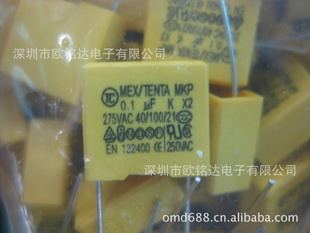 深圳市欧铭达电子有限公司
MEX/TENTA MKP
0.1 µF K X2
275VAC 40/100/21
EN 132400 CE 250VAC
深圳市欧铭达电子有限公司
omd688.cn.alibaba.com